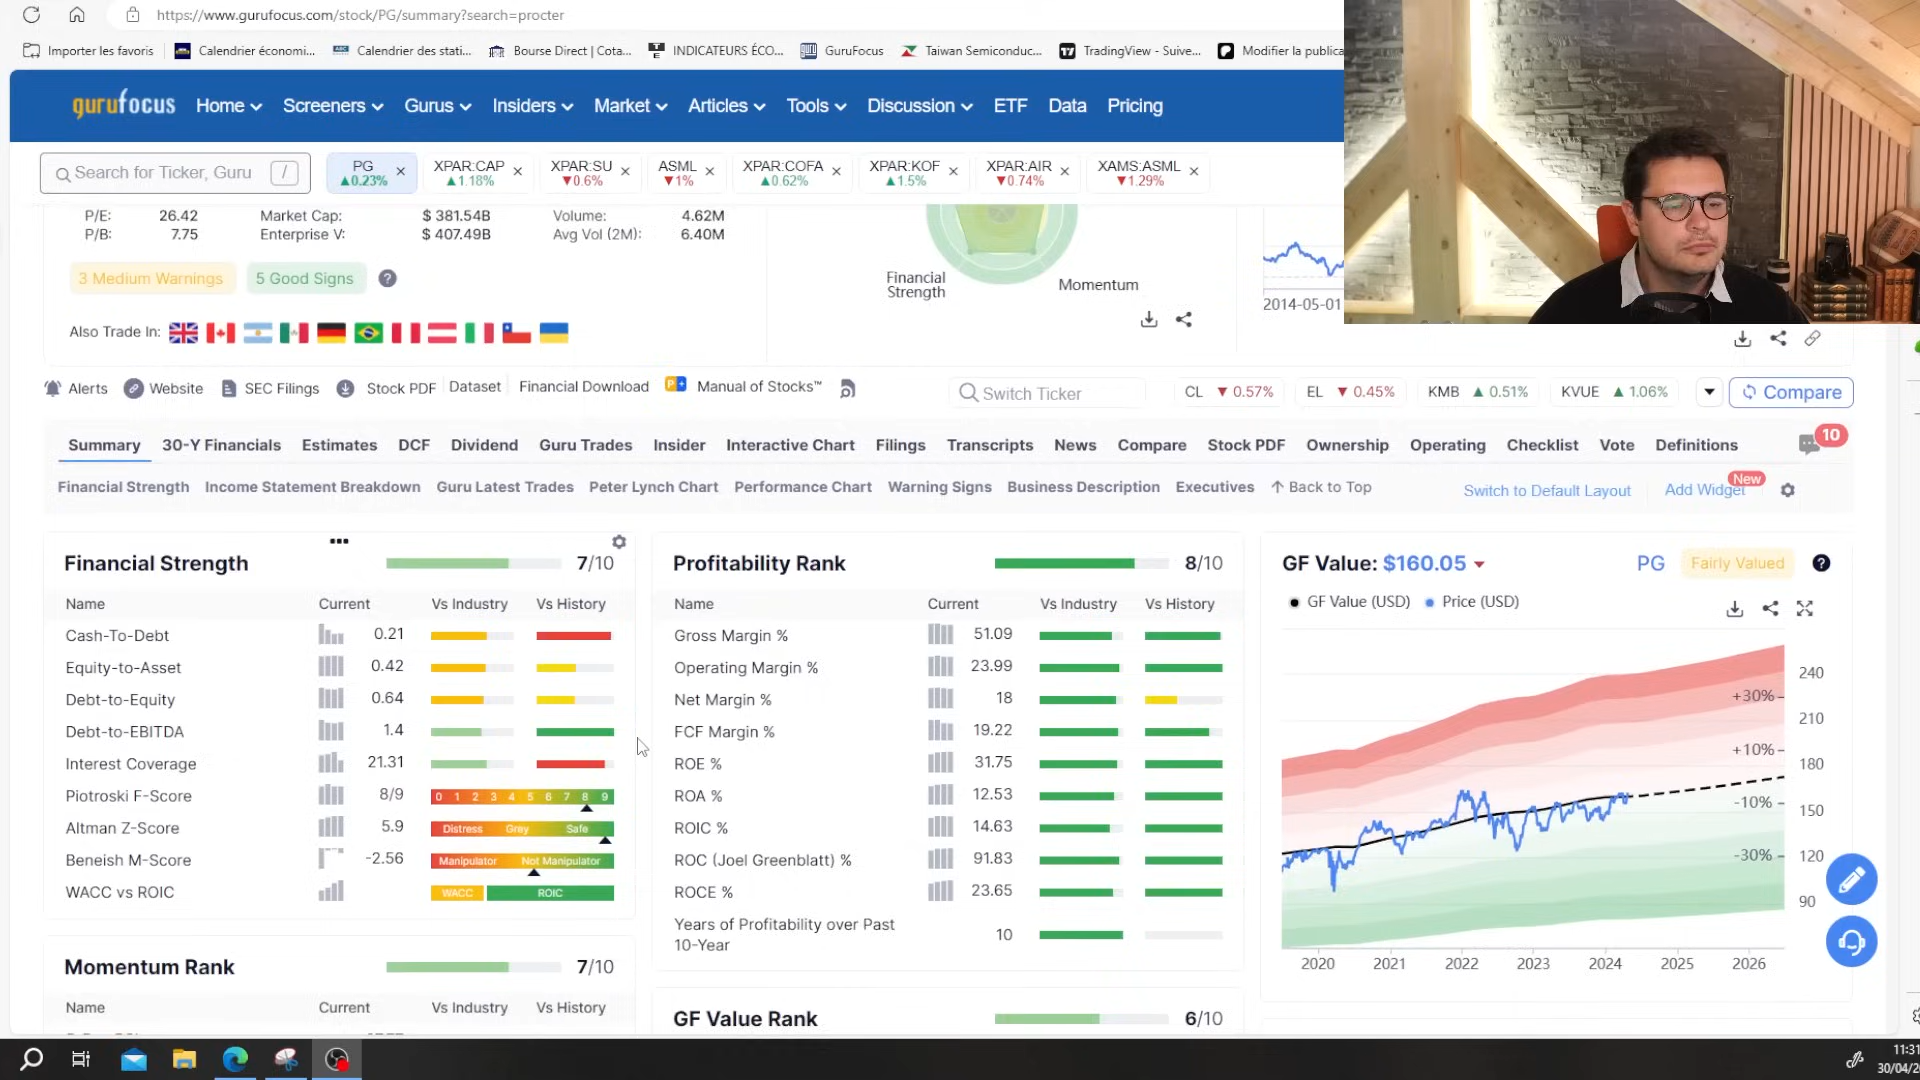 https://www.gurufocus.com/stock/PG/summary?search=procter
Importer les favoris Calendrier économi... Calendrier des stati... Bourse Direct | Cota... INDICATEURS ÉCO... GuruFocus Taiwan Semiconduc... TradingView - Suive... Modifier la publica
gurufocus Home Screeners Gurus Insiders Market Articles Tools Discussion ETF Data Pricing
Search for Ticker, Guru / PG XPAR:CAP XPAR:SU ASML XPAR:COFA XPAR:KOF XPAR:AIR XAMS:ASML
▲0.23% ▲1.18% ▼0.6% ▼1% ▲0.62% ▲1.5% ▼0.74% ▼1.29%
P/E: 26.42 Market Cap: $ 381.54B Volume: 4.62M
P/B: 7.75 Enterprise V: $ 407.49B Avg Vol (2M): 6.40M
3 Medium Warnings 5 Good Signs ?
Financial Strength
Momentum
2014-05-01
Also Trade In:
Alerts Website SEC Filings Stock PDF Dataset Financial Download P+ Manual of Stocks™ Switch Ticker CL ▼ 0.57% EL ▼ 0.45% KMB ▲ 0.51% KVUE ▲ 1.06% Compare
Summary 30-Y Financials Estimates DCF Dividend Guru Trades Insider Interactive Chart Filings Transcripts News Compare Stock PDF Ownership Operating Checklist Vote Definitions 10
Financial Strength Income Statement Breakdown Guru Latest Trades Peter Lynch Chart Performance Chart Warning Signs Business Description Executives ↑ Back to Top Switch to Default Layout Add Widget New
Financial Strength 7/10
Name Current Vs Industry Vs History
Cash-To-Debt 0.21
Equity-to-Asset 0.42
Debt-to-Equity 0.64
Debt-to-EBITDA 1.4
Interest Coverage 21.31
Piotroski F-Score 8/9 0 1 2 3 4 5 6 7 8 9
Altman Z-Score 5.9 Distress Grey Safe
Beneish M-Score -2.56 Manipulator Not Manipulator
WACC vs ROIC WACC ROIC
Momentum Rank 7/10
Name Current Vs Industry Vs History
Profitability Rank 8/10
Name Current Vs Industry Vs History
Gross Margin % 51.09
Operating Margin % 23.99
Net Margin % 18
FCF Margin % 19.22
ROE % 31.75
ROA % 12.53
ROIC % 14.63
ROC (Joel Greenblatt) % 91.83
ROCE % 23.65
Years of Profitability over Past
10-Year 10
GF Value Rank 6/10
GF Value: $160.05 PG Fairly Valued ?
GF Value (USD) Price (USD)
240
+30%
210
+10%
180
-10%
150
-30%
120
90
2020 2021 2022 2023 2024 2025 2026
11:31
30/04/20